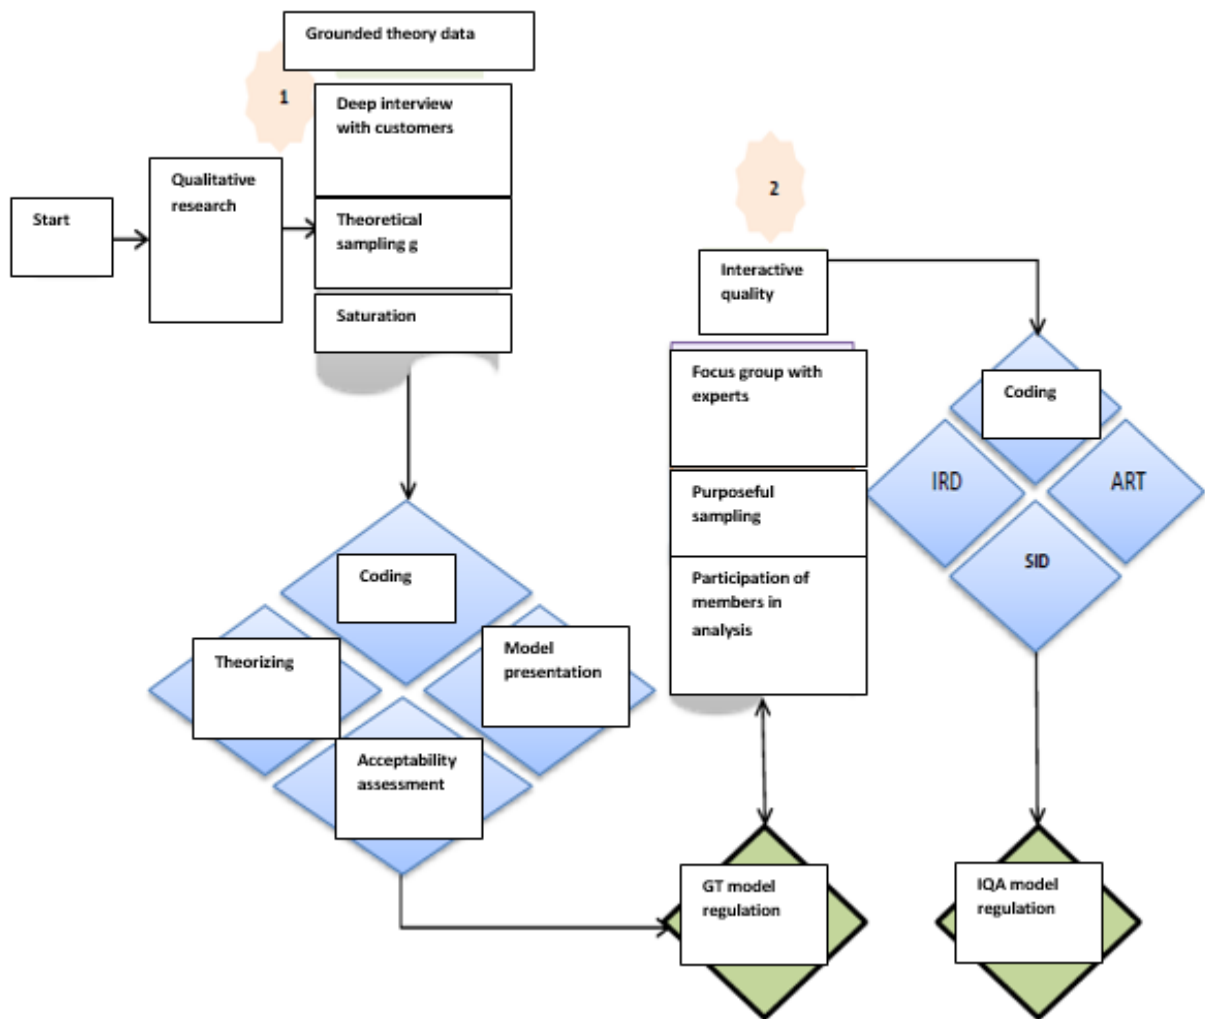 Grounded theory data
1
Deep interview
with customers
Start
Qualitative
research
Theoretical
sampling g
Saturation
Coding
Theorizing
Model
presentation
Acceptability
assessment
2
Interactive
quality
Focus group with
experts
Purposeful
sampling
Participation of
members in
analysis
Coding
IRD
ART
SID
GT model
regulation
IQA model
regulation